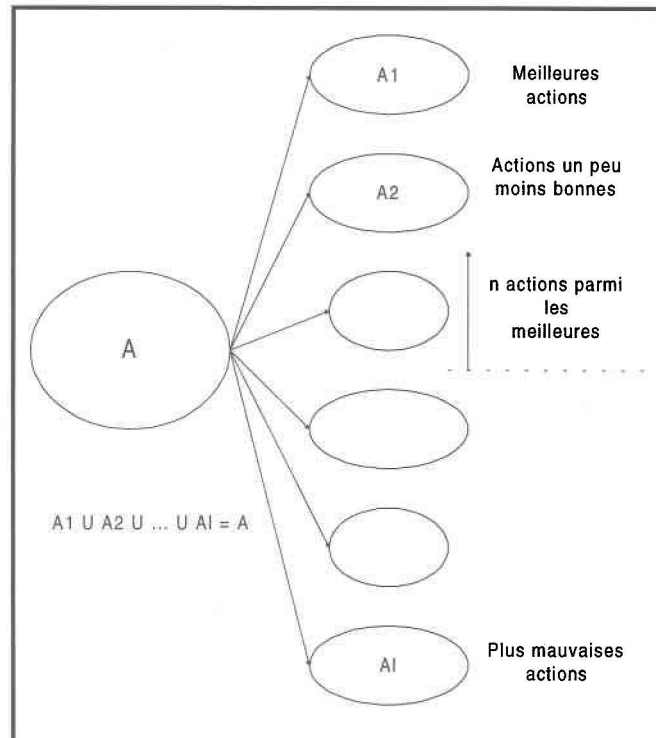 A1
Meilleures
actions
Actions un peu
moins bonnes
A2
n actions parmi
les
meilleures
A
A1 U A2 U ... U Al = A
Al
Plus mauvaises
actions